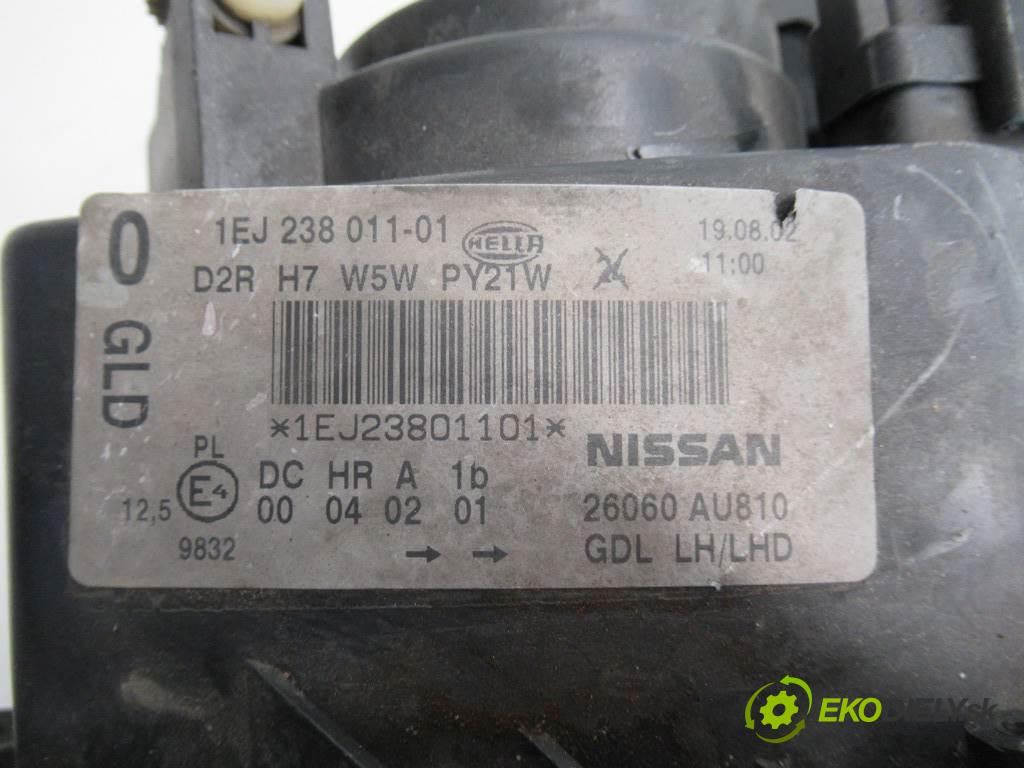 0 GLD
1EJ 238 011-01
HELLA
19.08.02
11:00
D2R H7 W5W PY21W
*1EJ23801101*
NISSAN
PL
E4
12,5
9832
DC HR A 1b
00 04 02 01
→ →
26060 AU810
GDL LH/LHD
EKODIELY.sk